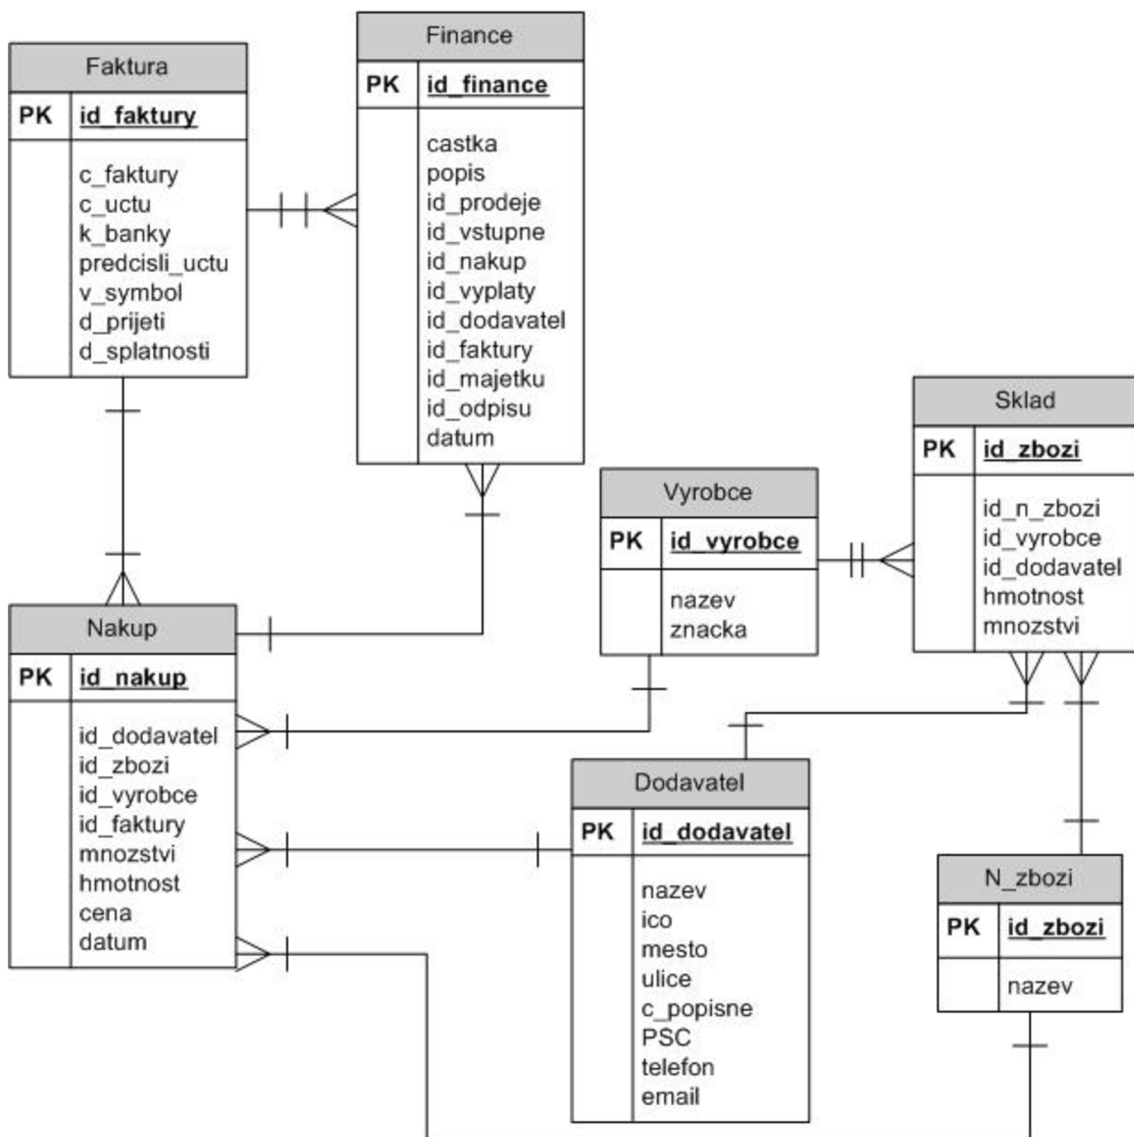 Faktura
PK id_faktury
c_faktury
c_uctu
k_banky
predcisli_uctu
v_symbol
d_prijeti
d_splatnosti
Finance
PK id_finance
castka
popis
id_prodeje
id_vstupne
id_nakup
id_vyplaty
id_dodavatel
id_faktury
id_majetku
id_odpisu
datum
Sklad
PK id_zbozi
id_n_zbozi
id_vyrobce
id_dodavatel
hmotnost
mnozstvi
Vyrobce
PK id_vyrobce
nazev
znacka
Nakup
PK id_nakup
id_dodavatel
id_zbozi
id_vyrobce
id_faktury
mnozstvi
hmotnost
cena
datum
Dodavatel
PK id_dodavatel
nazev
ico
mesto
ulice
c_popisne
PSC
telefon
email
N_zbozi
PK id_zbozi
nazev